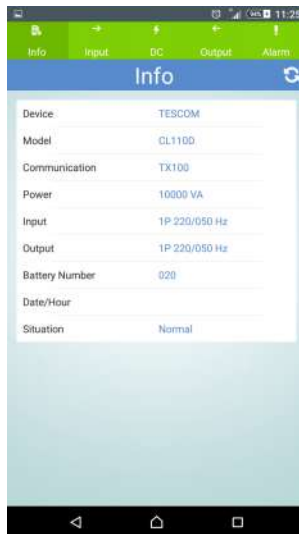 11:25
Info Input DC Output Alarm
Info
Device TESCOM
Model CL110D
Communication TX100
Power 10000 VA
Input 1P 220/050 Hz
Output 1P 220/050 Hz
Battery Number 020
Date/Hour
Situation Normal